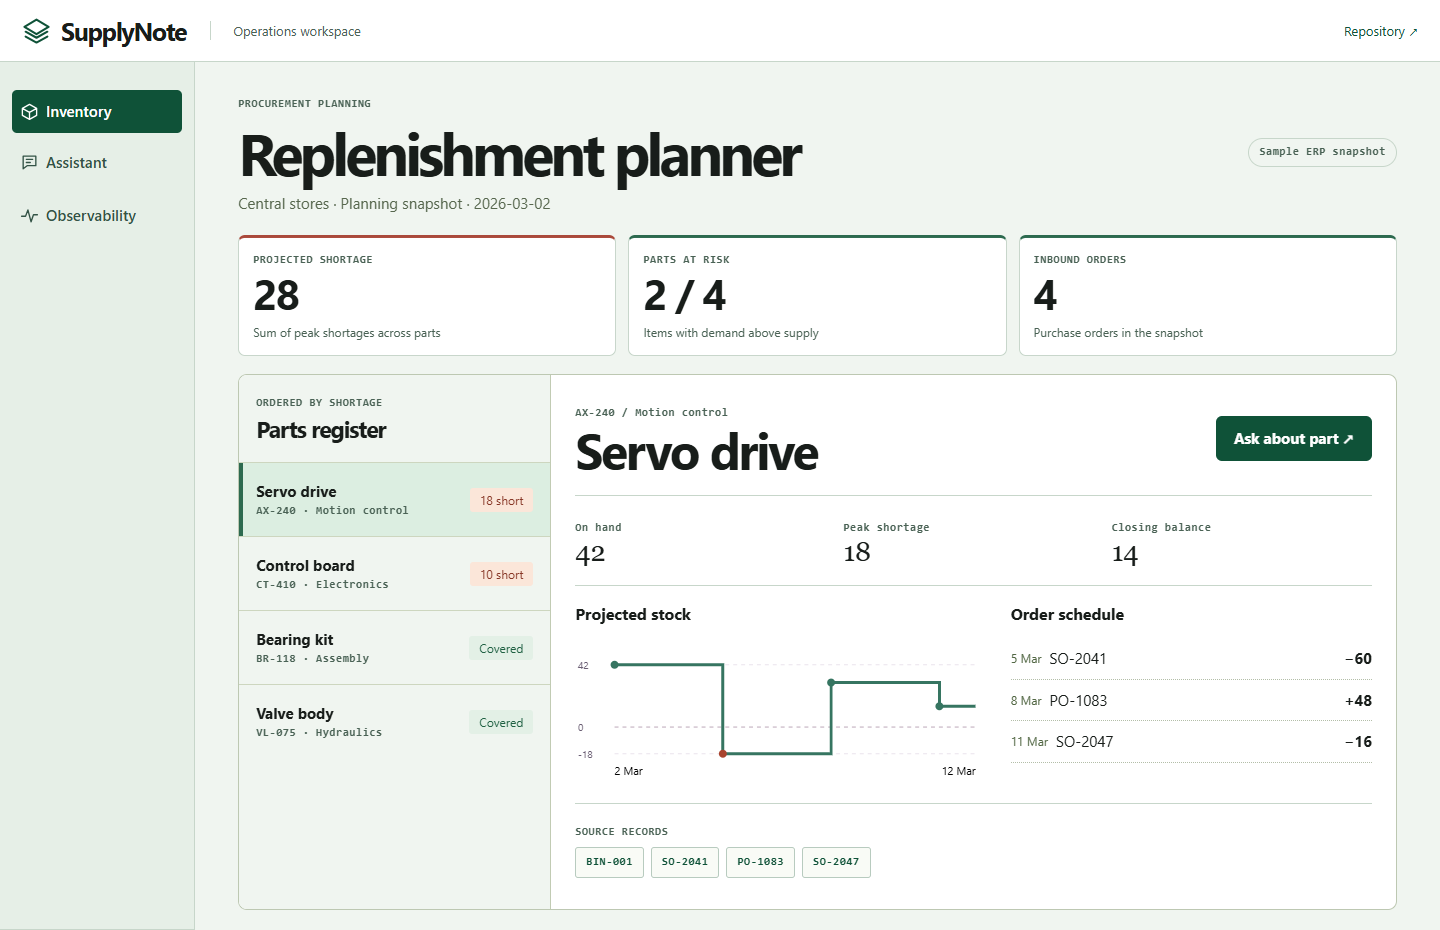 SupplyNote
Operations workspace
Repository ↗
Inventory
Assistant
Observability
PROCUREMENT PLANNING
Replenishment planner
Sample ERP snapshot
Central stores · Planning snapshot · 2026-03-02
PROJECTED SHORTAGE
28
Sum of peak shortages across parts
PARTS AT RISK
2 / 4
Items with demand above supply
INBOUND ORDERS
4
Purchase orders in the snapshot
ORDERED BY SHORTAGE
Parts register
Servo drive
AX-240 · Motion control
18 short
Control board
CT-410 · Electronics
10 short
Bearing kit
BR-118 · Assembly
Covered
Valve body
VL-075 · Hydraulics
Covered
AX-240 / Motion control
Servo drive
Ask about part ↗
On hand
42
Peak shortage
18
Closing balance
14
Projected stock
42
0
-18
2 Mar
12 Mar
Order schedule
5 Mar SO-2041 −60
8 Mar PO-1083 +48
11 Mar SO-2047 −16
SOURCE RECORDS
BIN-001 SO-2041 PO-1083 SO-2047